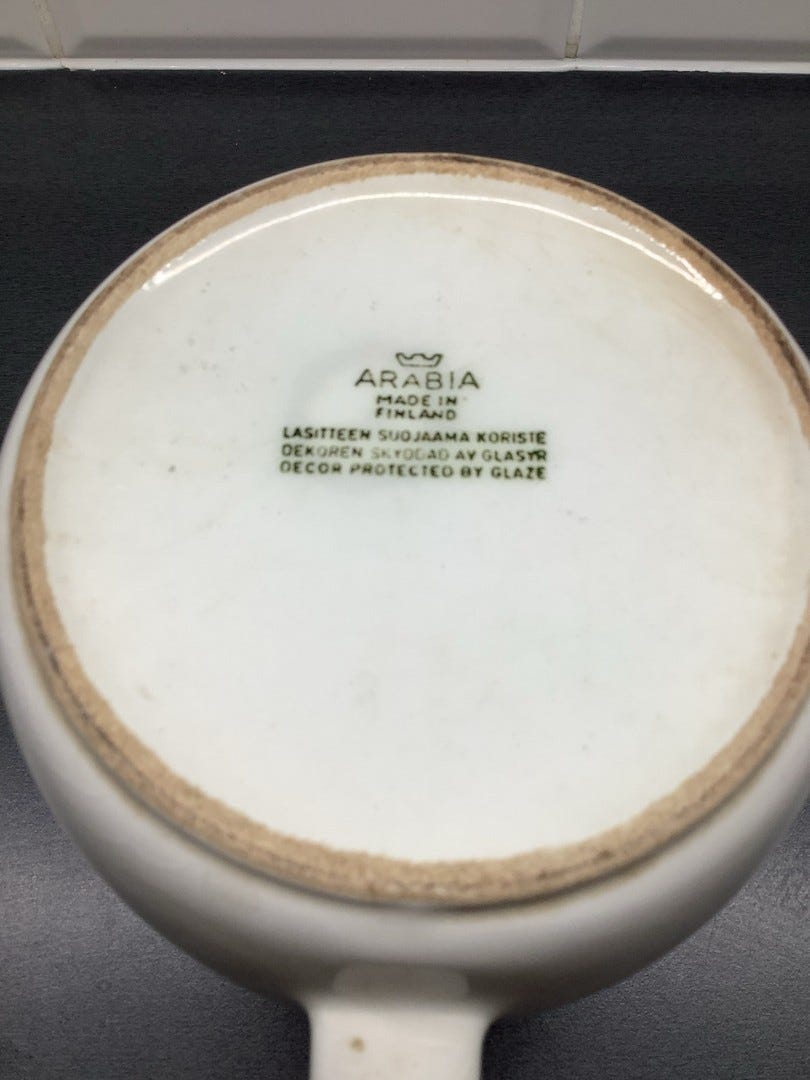 ARABIA
MADE IN
FINLAND
LASITTEEN SUOJAAMA KORISTE
DEKOREN SKYDDAD AV GLASYR
DECOR PROTECTED BY GLAZE